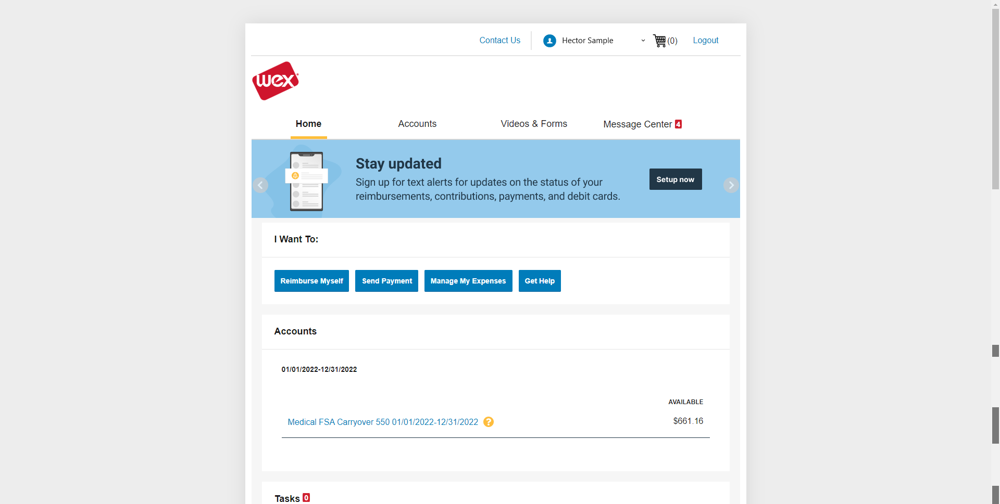 Contact Us
Hector Sample
(0)
Logout
wex
Home
Accounts
Videos & Forms
Message Center 4
Stay updated
Sign up for text alerts for updates on the status of your
reimbursements, contributions, payments, and debit cards.
Setup now
I Want To:
Reimburse Myself
Send Payment
Manage My Expenses
Get Help
Accounts
01/01/2022-12/31/2022
AVAILABLE
Medical FSA Carryover 550 01/01/2022-12/31/2022 ?
$661.16
Tasks 0